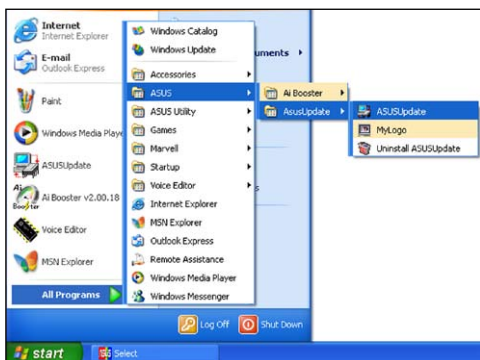 Internet
Internet Explorer
E-mail
Outlook Express
Paint
Windows Media Playe
ASUSUpdate
Ai Booster v2.00.18
Voice Editor
MSN Explorer
All Programs
Windows Catalog
Windows Update
Accessories
ASUS
ASUS Utility
Games
Marvell
Startup
Voice Editor
Internet Explorer
MSN Explorer
Outlook Express
Remote Assistance
Windows Media Player
Windows Messenger
uments
s
Ai Booster
AsusUpdate
ASUSUpdate
MyLogo
Uninstall ASUSUpdate
Log Off
Shut Down
start
Select